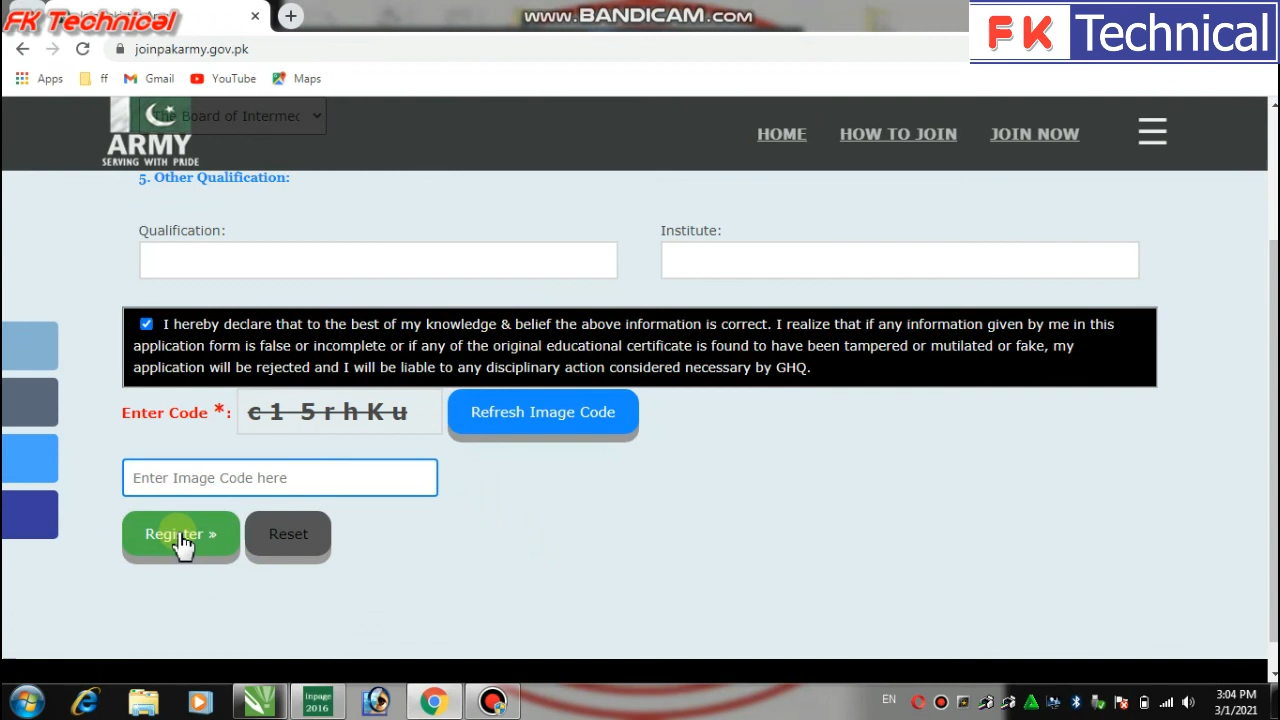 FK Technical
WWW.BANDICAM.COM
FK Technical
joinpakarmy.gov.pk
Apps ff Gmail YouTube Maps
The Board of Intermec
ARMY
SERVING WITH PRIDE
HOME HOW TO JOIN JOIN NOW
5. Other Qualification:
Qualification: Institute:
I hereby declare that to the best of my knowledge & belief the above information is correct. I realize that if any information given by me in this
application form is false or incomplete or if any of the original educational certificate is found to have been tampered or mutilated or fake, my
application will be rejected and I will be liable to any disciplinary action considered necessary by GHQ.
Enter Code *: c 1 5 r h K u Refresh Image Code
Enter Image Code here
Register » Reset
Inpage
2016
EN
3:04 PM
3/1/2021